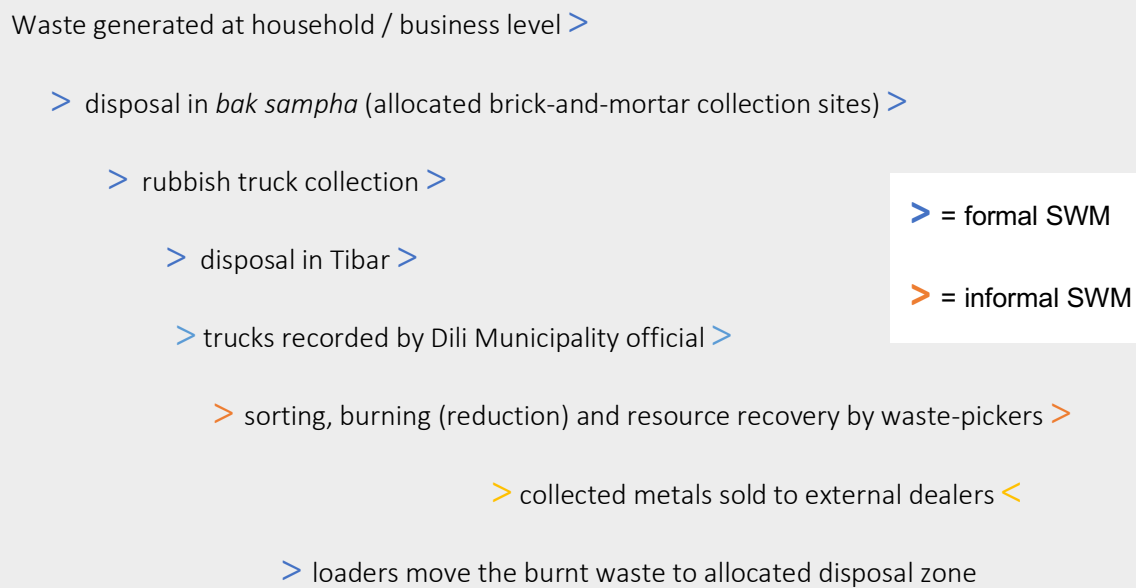 Waste generated at household / business level >
> disposal in bak sampha (allocated brick-and-mortar collection sites) >
> rubbish truck collection >
> = formal SWM
> disposal in Tibar >
> = informal SWM
> trucks recorded by Dili Municipality official >
> sorting, burning (reduction) and resource recovery by waste-pickers >
> collected metals sold to external dealers <
> loaders move the burnt waste to allocated disposal zone